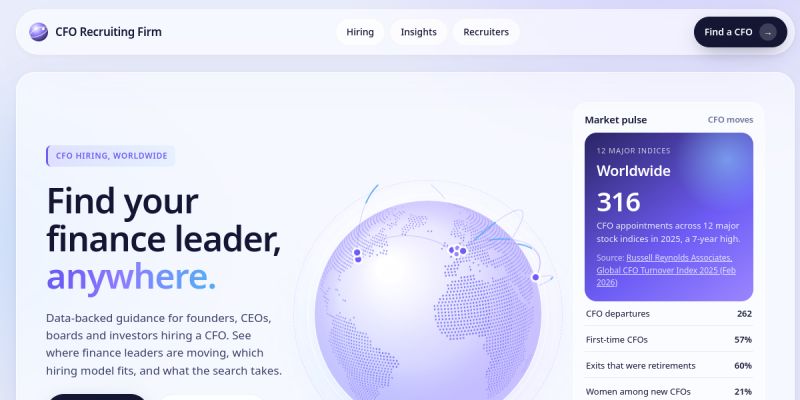 CFO Recruiting Firm
Hiring
Insights
Recruiters
Find a CFO →
CFO HIRING, WORLDWIDE
Find your
finance leader,
anywhere.
Data-backed guidance for founders, CEOs,
boards and investors hiring a CFO. See
where finance leaders are moving, which
hiring model fits, and what the search takes.
Market pulse
CFO moves
12 MAJOR INDICES
Worldwide
316
CFO appointments across 12 major
stock indices in 2025, a 7-year high.
Source: Russell Reynolds Associates,
Global CFO Turnover Index 2025 (Feb
2026)
CFO departures 262
First-time CFOs 57%
Exits that were retirements 60%
Women among new CFOs 21%